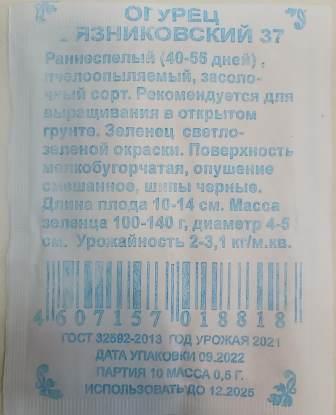 ОГУРЕЦ
ЯЗНИКОВСКИЙ 37
Раннеспелый (40-55 дней) ,
пчелоопыляемый, засоло-
чный сорт. Рекомендуется для
выращивания в открытом
грунте. Зеленец светло-
зеленой окраски. Поверхность
мелкобугорчатая, опушение
смешанное, шипы черные.
Длина плода 10-14 см. Масса
зеленца 100-140 г, диаметр 4-5
см. Урожайность 2-3,1 кг/м.кв.
4 607157 018818
ГОСТ 32592-2013 ГОД УРОЖАЯ 2021
ДАТА УПАКОВКИ 09.2022
ПАРТИЯ 10 МАССА 0,5 Г.
ИСПОЛЬЗОВАТЬ ДО 12.2025